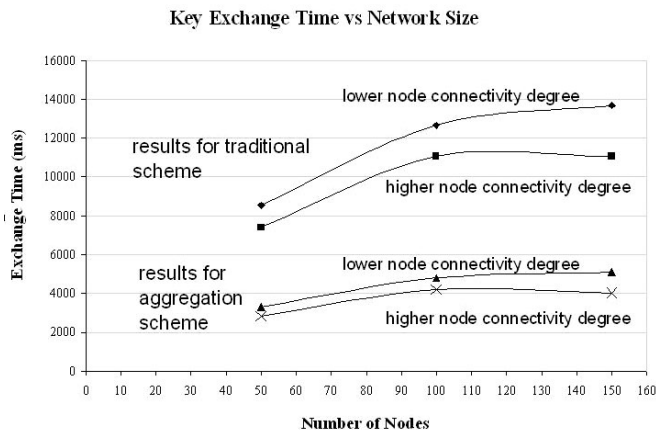 Key Exchange Time vs Network Size
16000
14000
12000
10000
8000
6000
4000
2000
0
Exchange Time (ms)
lower node connectivity degree
results for traditional
scheme
higher node connectivity degree
results for
aggregation
scheme
lower node connectivity degree
higher node connectivity degree
0 10 20 30 40 50 60 70 80 90 100 110 120 130 140 150 160
Number of Nodes